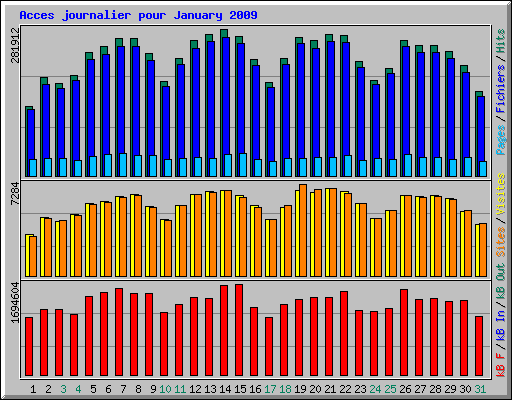 Acces journalier pour January 2009
281912
Pages / Fichiers / Hits
7284
Sites / Visites
1694604
kB F / kB In / kB Out
1 2 3 4 5 6 7 8 9 10 11 12 13 14 15 16 17 18 19 20 21 22 23 24 25 26 27 28 29 30 31